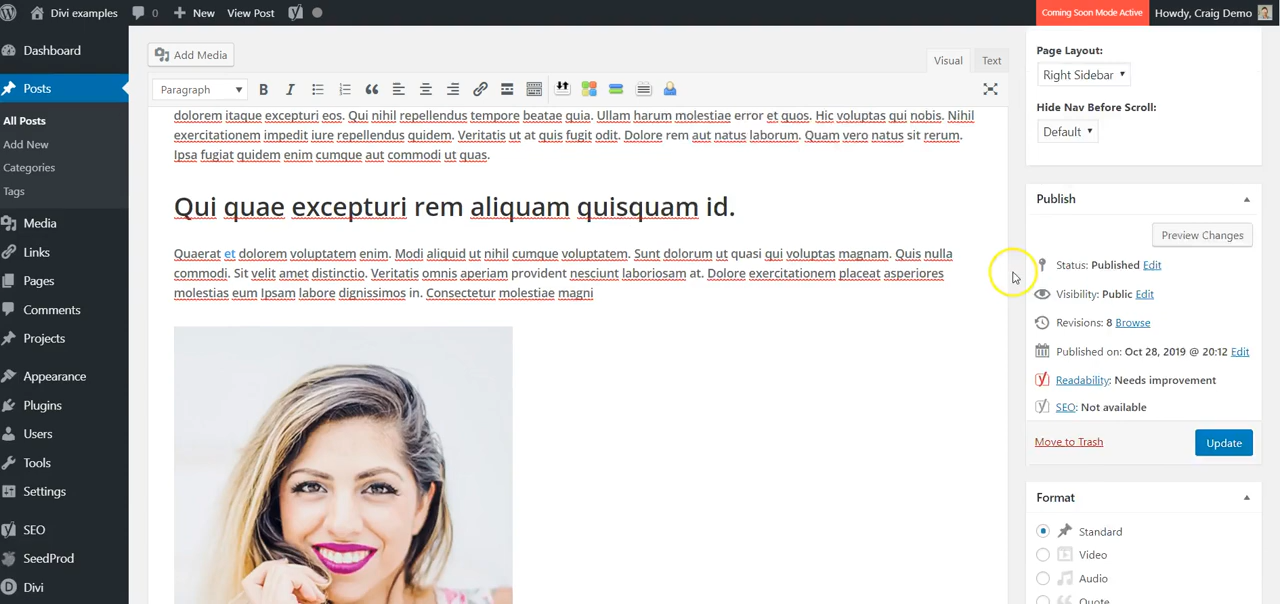 Divi examples
0
New
View Post
Coming Soon Mode Active
Howdy, Craig Demo
Dashboard
Posts
All Posts
Add New
Categories
Tags
Media
Links
Pages
Comments
Projects
Appearance
Plugins
Users
Tools
Settings
SEO
SeedProd
Divi
Add Media
Visual
Text
Paragraph
dolorem itaque excepturi eos. Qui nihil repellendus tempore beatae quia. Ullam harum molestiae error et quos. Hic voluptas qui nobis. Nihil
exercitationem impedit iure repellendus quidem. Veritatis ut at quis fugit odit. Dolore rem aut natus laborum. Quam vero natus sit rerum.
Ipsa fugiat quidem enim cumque aut commodi ut quas.
Qui quae excepturi rem aliquam quisquam id.
Quaerat et dolorem voluptatem enim. Modi aliquid ut nihil cumque voluptatem. Sunt dolorum ut quasi qui voluptas magnam. Quis nulla
commodi. Sit velit amet distinctio. Veritatis omnis aperiam provident nesciunt laboriosam at. Dolore exercitationem placeat asperiores
molestias eum Ipsam labore dignissimos in. Consectetur molestiae magni
Page Layout:
Right Sidebar
Hide Nav Before Scroll:
Default
Publish
Preview Changes
Status: Published Edit
Visibility: Public Edit
Revisions: 8 Browse
Published on: Oct 28, 2019 @ 20:12 Edit
Readability: Needs improvement
SEO: Not available
Move to Trash
Update
Format
Standard
Video
Audio
Quote